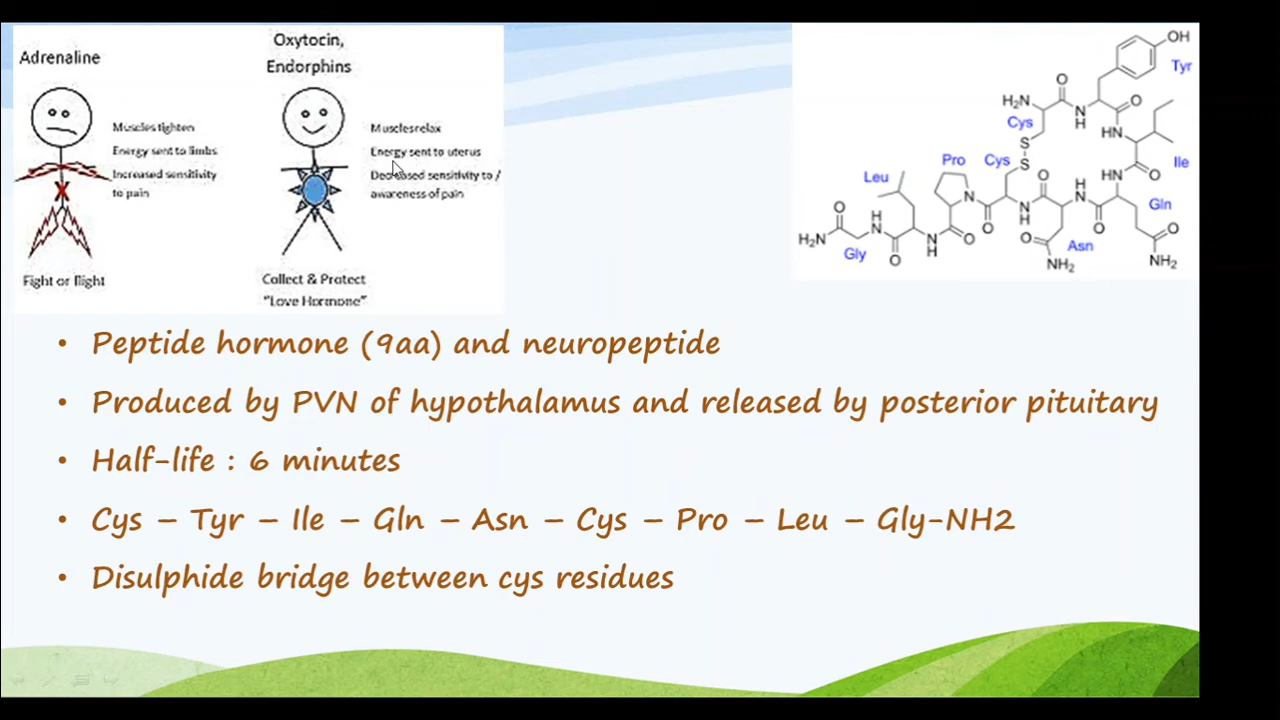 Adrenaline
Muscles tighten
Energy sent to limbs
Increased sensitivity
to pain
Fight or flight
Oxytocin,
Endorphins
Muscles relax
Energy sent to uterus
Decreased sensitivity to /
awareness of pain
Collect & Protect
"Love Hormone"
OH
Tyr
O
H₂N
N
H
O
Cys
HN
S
S
Ile
O
Pro
Cys
HN
Leu
O
H
N
Gln
N
O
N
H
O
O
H
N
O
N
H
O
H₂N
O
Asn
O
Gly
O
NH₂
NH₂
• Peptide hormone (9aa) and neuropeptide
• Produced by PVN of hypothalamus and released by posterior pituitary
• Half-life : 6 minutes
• Cys – Tyr – Ile – Gln – Asn – Cys – Pro – Leu – Gly-NH2
• Disulphide bridge between cys residues